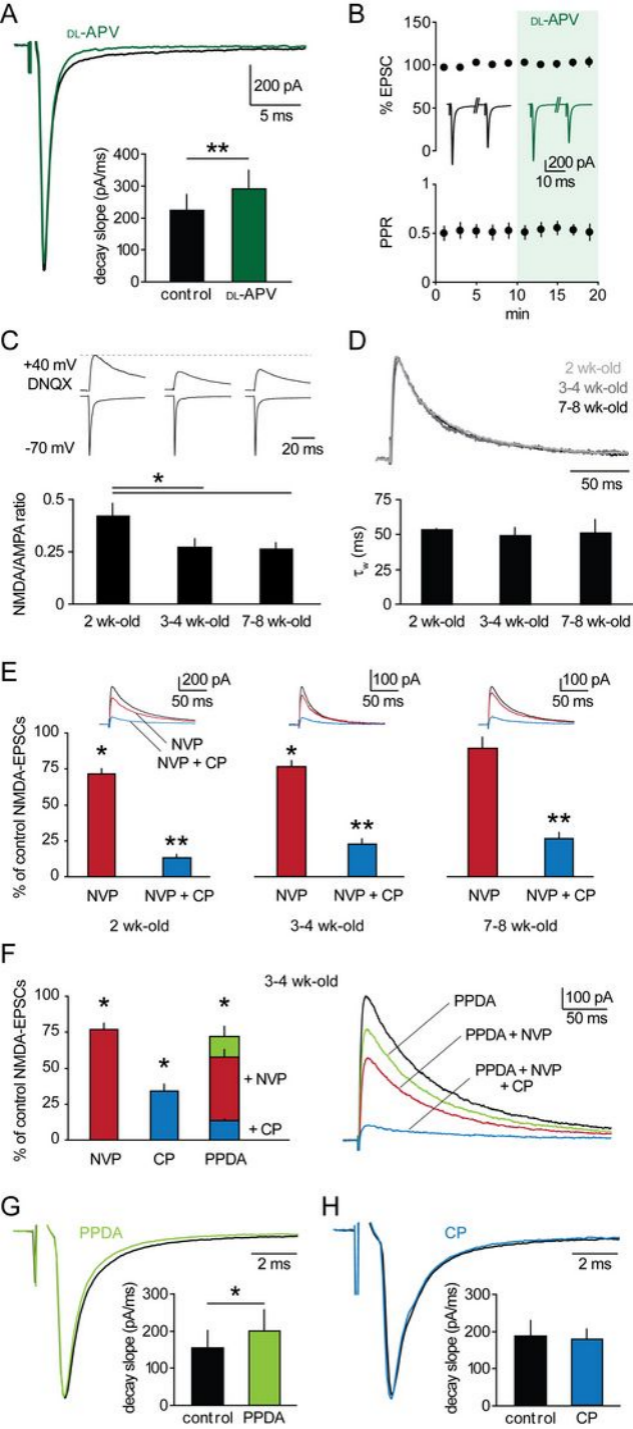 A
DL-APV
200 pA
5 ms
**
decay slope (pA/ms)
400
300
200
100
0
control DL-APV
B
DL-APV
% EPSC
150
100
50
0
200 pA
10 ms
PPR
1
0.5
0
0 5 10 15 20
min
C
+40 mV
DNQX
-70 mV
20 ms
*
NMDA/AMPA ratio
0.5
0.25
0
2 wk-old 3-4 wk-old 7-8 wk-old
D
2 wk-old
3-4 wk-old
7-8 wk-old
50 ms
τw (ms)
75
50
25
0
2 wk-old 3-4 wk-old 7-8 wk-old
E
200 pA
50 ms
100 pA
50 ms
100 pA
50 ms
NVP
NVP + CP
% of control NMDA-EPSCs
100
75
50
25
0
* ** * ** **
NVP NVP + CP NVP NVP + CP NVP NVP + CP
2 wk-old 3-4 wk-old 7-8 wk-old
F
3-4 wk-old
% of control NMDA-EPSCs
100
75
50
25
0
* * *
+ NVP
+ CP
NVP CP PPDA
PPDA
PPDA + NVP
PPDA + NVP
+ CP
100 pA
50 ms
G
PPDA
2 ms
*
decay slope (pA/ms)
300
200
100
0
control PPDA
H
CP
2 ms
decay slope (pA/ms)
300
200
100
0
control CP